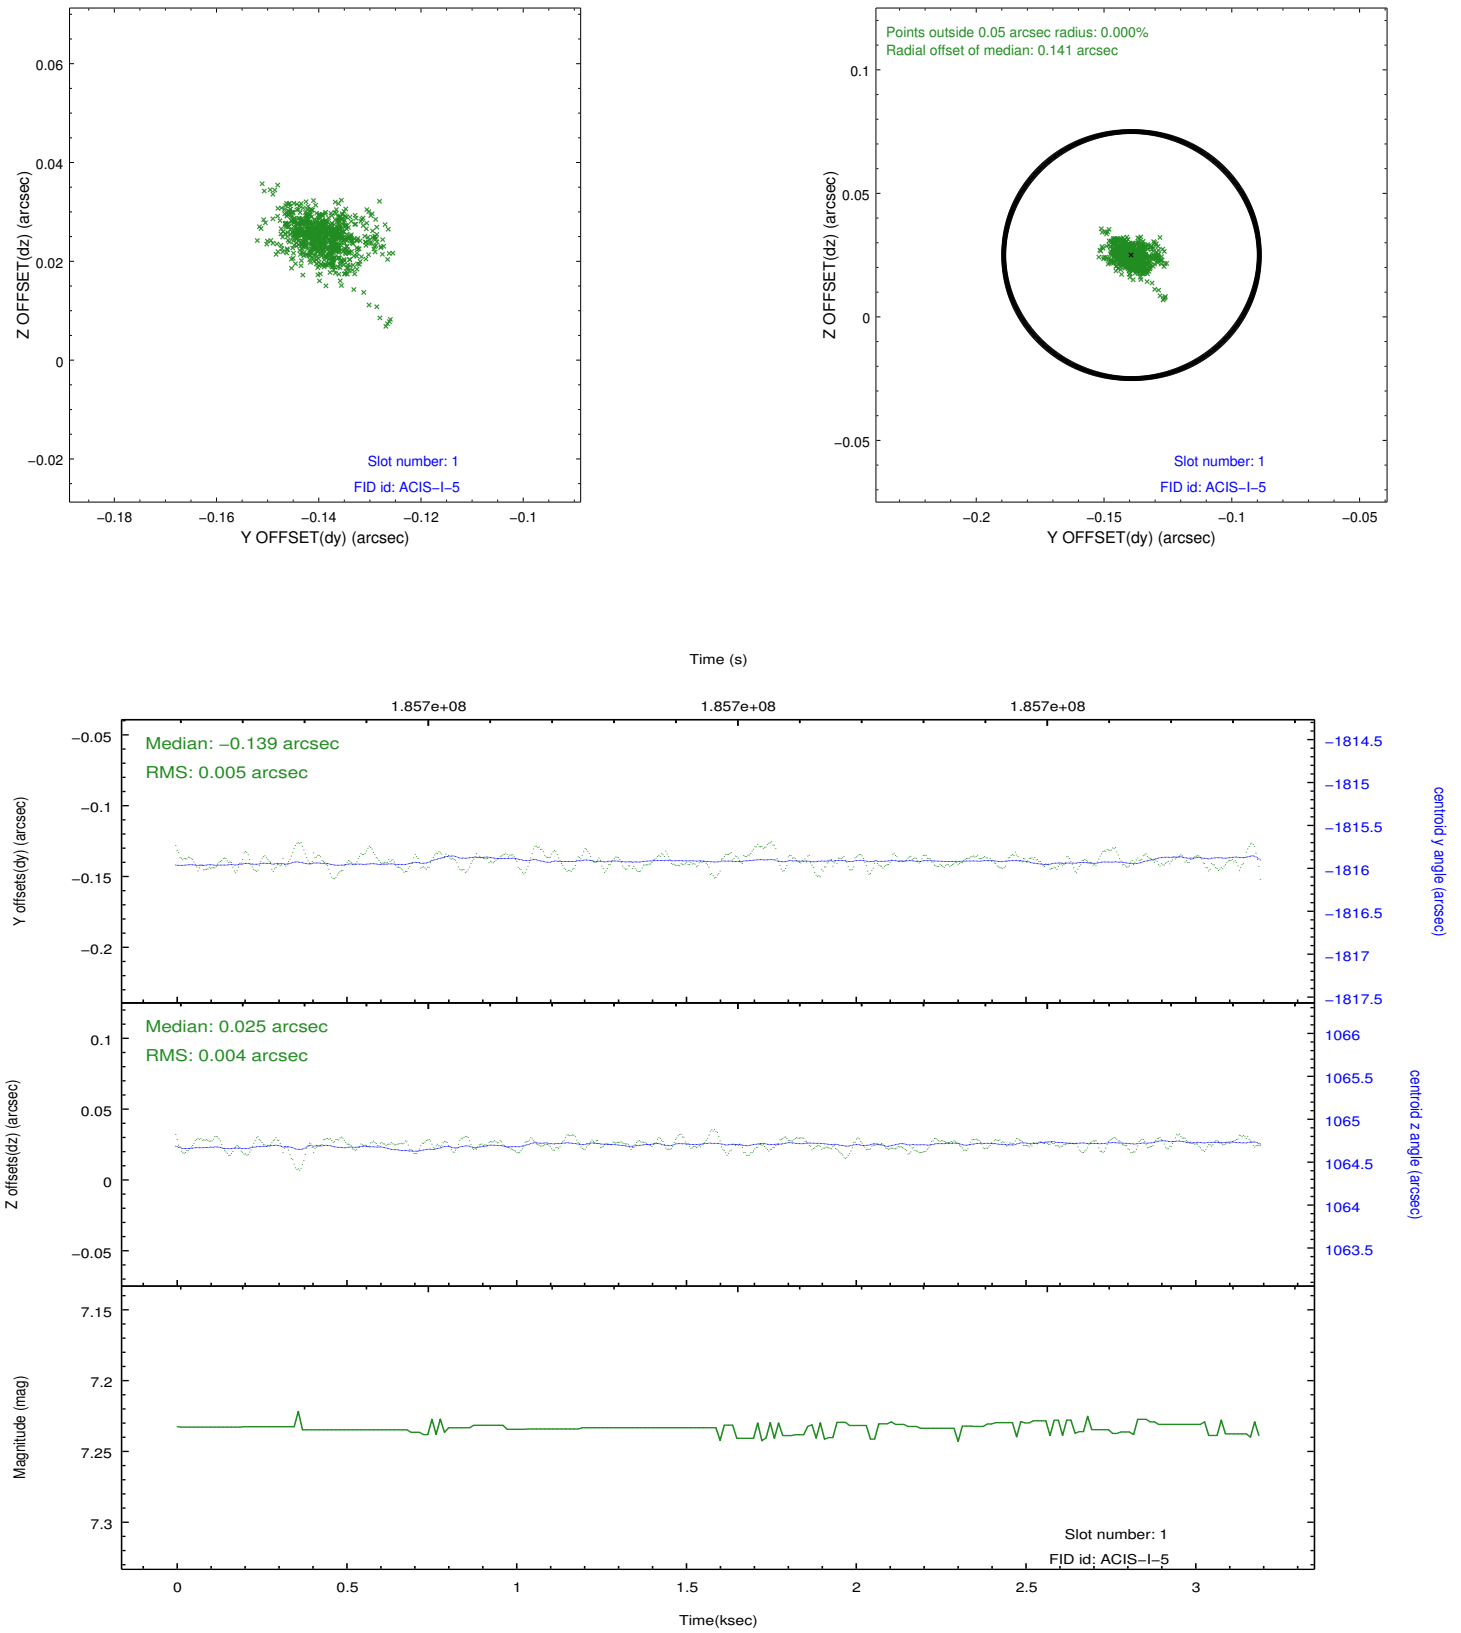 0.06
0.04
0.02
0
−0.02
Z OFFSET(dz) (arcsec)
Slot number: 1
FID id: ACIS−I−5
−0.18 −0.16 −0.14 −0.12 −0.1
Y OFFSET(dy) (arcsec)
Points outside 0.05 arcsec radius: 0.000%
Radial offset of median: 0.141 arcsec
0.1
0.05
0
−0.05
Z OFFSET(dz) (arcsec)
Slot number: 1
FID id: ACIS−I−5
−0.2 −0.15 −0.1 −0.05
Y OFFSET(dy) (arcsec)
Time (s)
1.857e+08 1.857e+08 1.857e+08
Median: −0.139 arcsec
RMS: 0.005 arcsec
−0.05
−0.1
−0.15
−0.2
Y offsets(dy) (arcsec)
−1814.5
−1815
−1815.5
−1816
−1816.5
−1817
−1817.5
centroid y angle (arcsec)
Median: 0.025 arcsec
RMS: 0.004 arcsec
0.1
0.05
0
−0.05
Z offsets(dz) (arcsec)
1066
1065.5
1065
1064.5
1064
1063.5
centroid z angle (arcsec)
7.15
7.2
7.25
7.3
Magnitude (mag)
Slot number: 1
FID id: ACIS−I−5
0 0.5 1 1.5 2 2.5 3
Time(ksec)